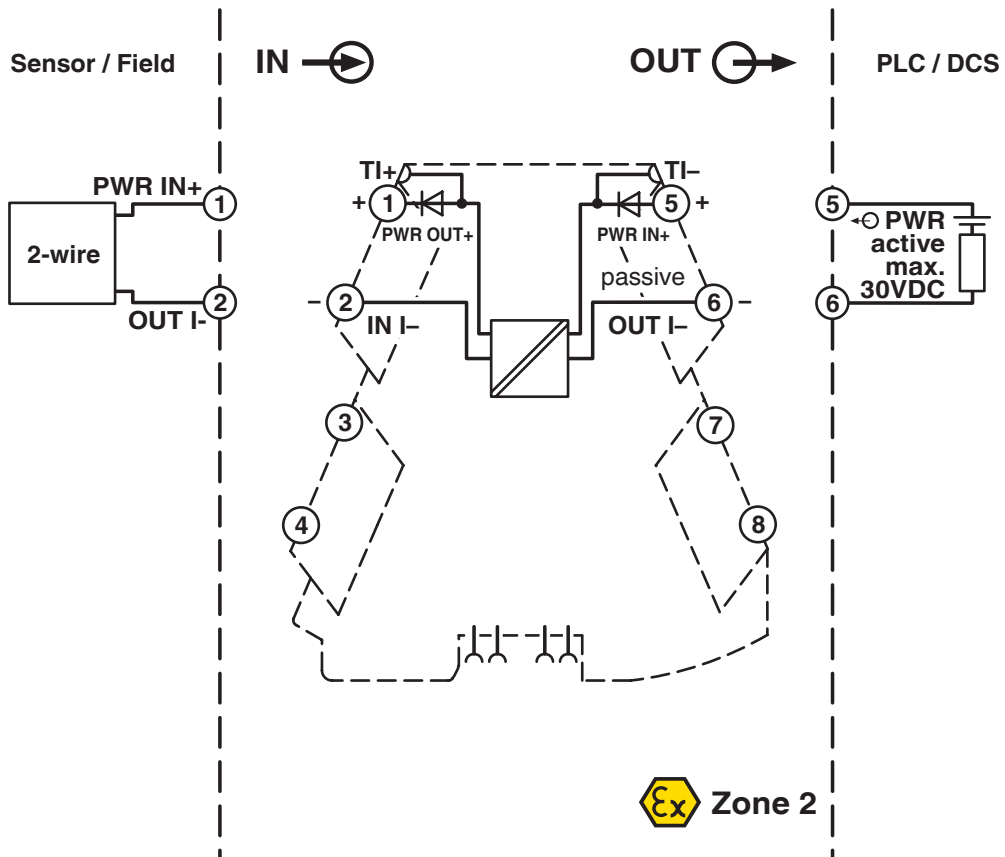 Sensor / Field
IN
OUT
PLC / DCS
PWR IN+
1
2-wire
2
OUT I-
TI+
+
1
PWR OUT+
–
2
IN I–
3
4
TI–
5
+
PWR IN+
passive
6
–
OUT I–
7
8
5
PWR
active
max.
30VDC
6
Ex
Zone 2